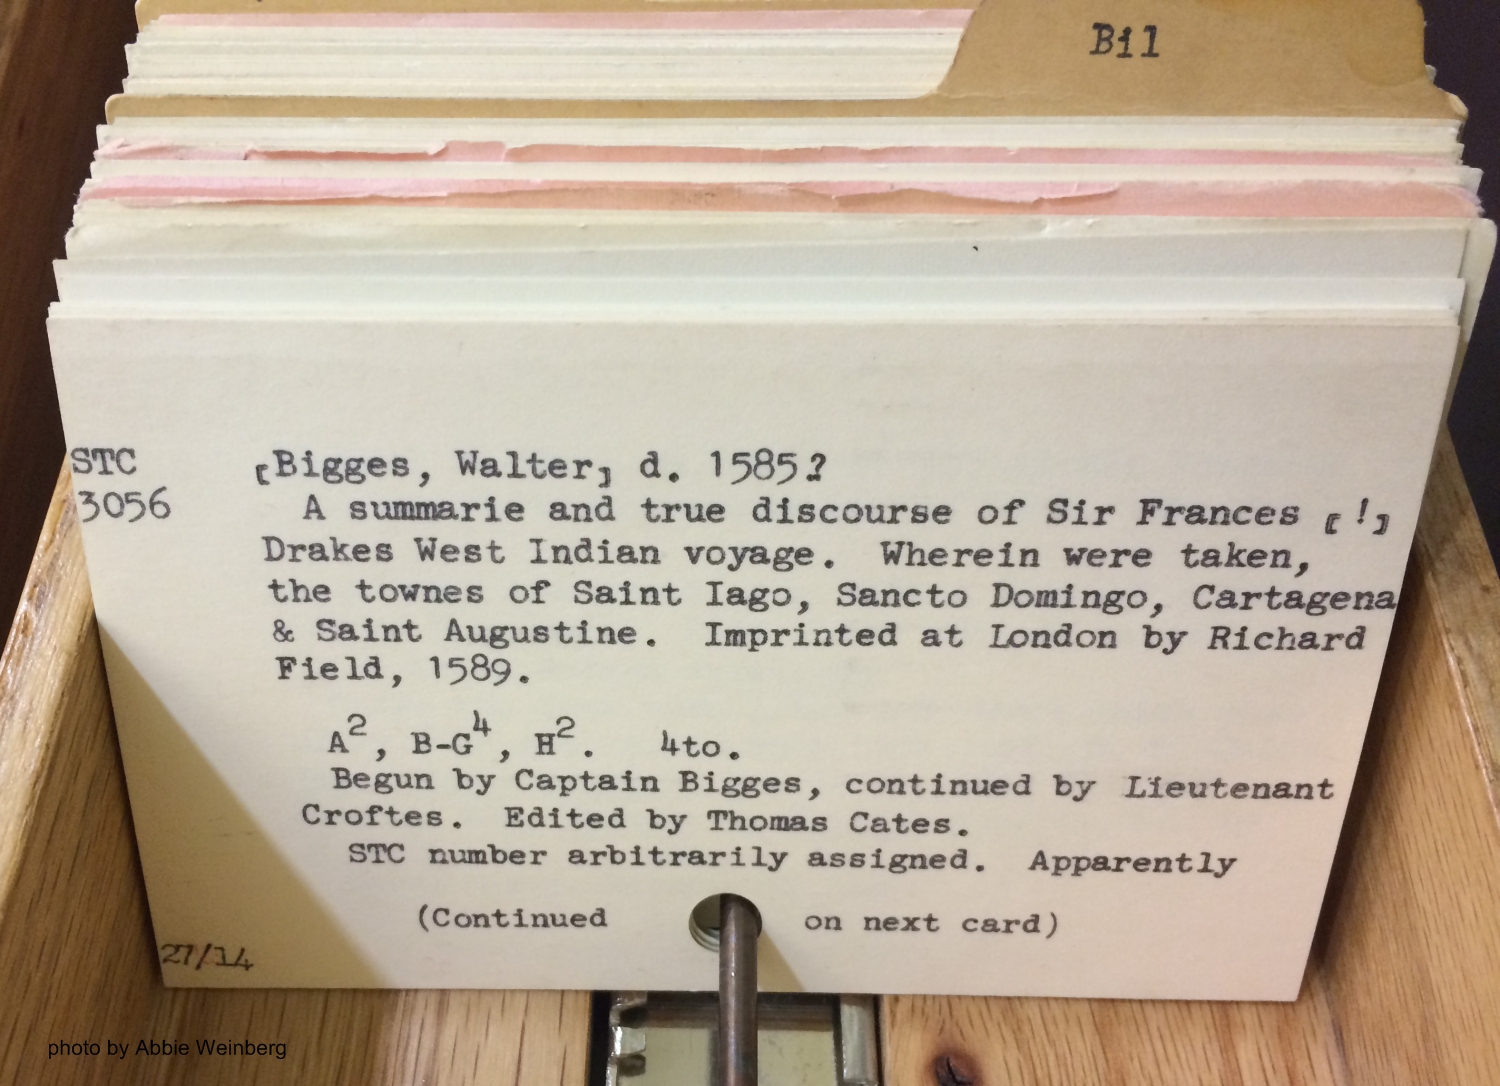 Bil
STC
3056
[Bigges, Walter] d. 1585?
A summarie and true discourse of Sir Frances [!]
Drakes West Indian voyage. Wherein were taken,
the townes of Saint Iago, Sancto Domingo, Cartagena
& Saint Augustine. Imprinted at London by Richard
Field, 1589.
A², B-G⁴, H². 4to.
Begun by Captain Bigges, continued by Lieutenant
Croftes. Edited by Thomas Cates.
STC number arbitrarily assigned. Apparently
(Continued on next card)
27/14
photo by Abbie Weinberg